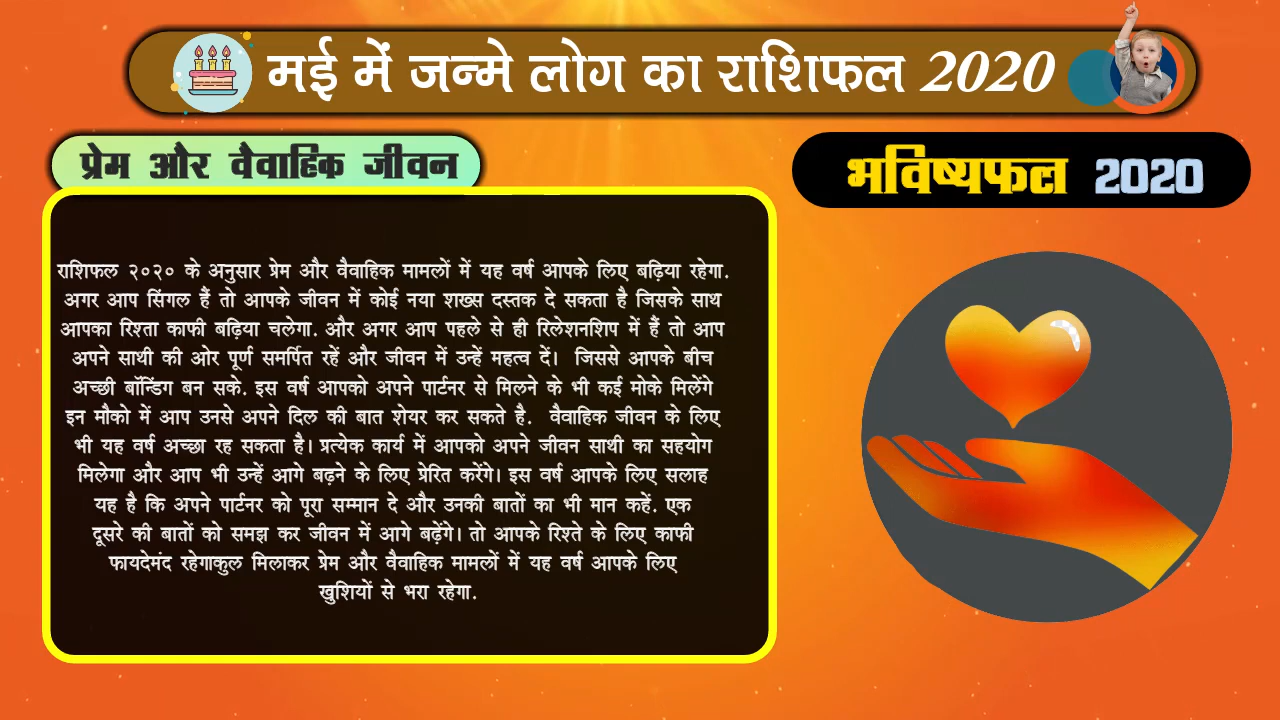 मई में जन्मे लोग का राशिफल 2020
प्रेम और वैवाहिक जीवन
भविष्यफल 2020
राशिफल २०२० के अनुसार प्रेम और वैवाहिक मामलों में यह वर्ष आपके लिए बढ़िया रहेगा.
अगर आप सिंगल हैं तो आपके जीवन में कोई नया शख्स दस्तक दे सकता है जिसके साथ
आपका रिश्ता काफी बढ़िया चलेगा. और अगर आप पहले से ही रिलेशनशिप में हैं तो आप
अपने साथी की ओर पूर्ण समर्पित रहें और जीवन में उन्हें महत्व दें। जिससे आपके बीच
अच्छी बॉन्डिंग बन सके. इस वर्ष आपको अपने पार्टनर से मिलने के भी कई मोके मिलेंगे
इन मौको में आप उनसे अपने दिल की बात शेयर कर सकते है. वैवाहिक जीवन के लिए
भी यह वर्ष अच्छा रह सकता है। प्रत्येक कार्य में आपको अपने जीवन साथी का सहयोग
मिलेगा और आप भी उन्हें आगे बढ़ने के लिए प्रेरित करेंगे। इस वर्ष आपके लिए सलाह
यह है कि अपने पार्टनर को पूरा सम्मान दे और उनकी बातों का भी मान कहें. एक
दूसरे की बातों को समझ कर जीवन में आगे बढ़ेंगे। तो आपके रिश्ते के लिए काफी
फायदेमंद रहेगाकुल मिलाकर प्रेम और वैवाहिक मामलों में यह वर्ष आपके लिए
खुशियों से भरा रहेगा.